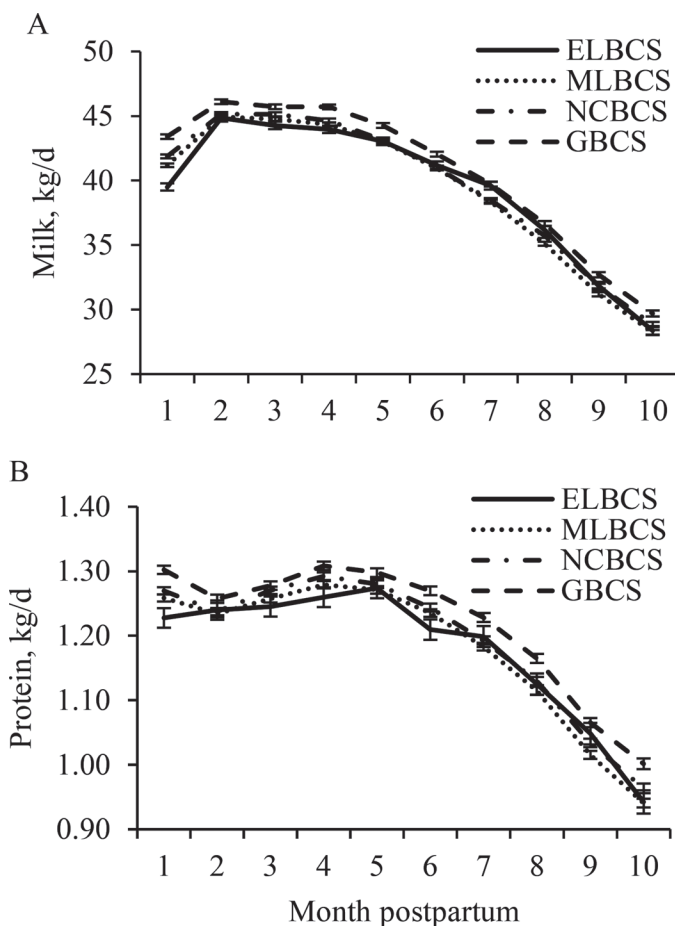 A
50
45
40
35
30
25
Milk, kg/d
ELBCS
MLBCS
NCBCS
GBCS
1 2 3 4 5 6 7 8 9 10
B
1.40
1.30
1.20
1.10
1.00
0.90
Protein, kg/d
ELBCS
MLBCS
NCBCS
GBCS
1 2 3 4 5 6 7 8 9 10
Month postpartum